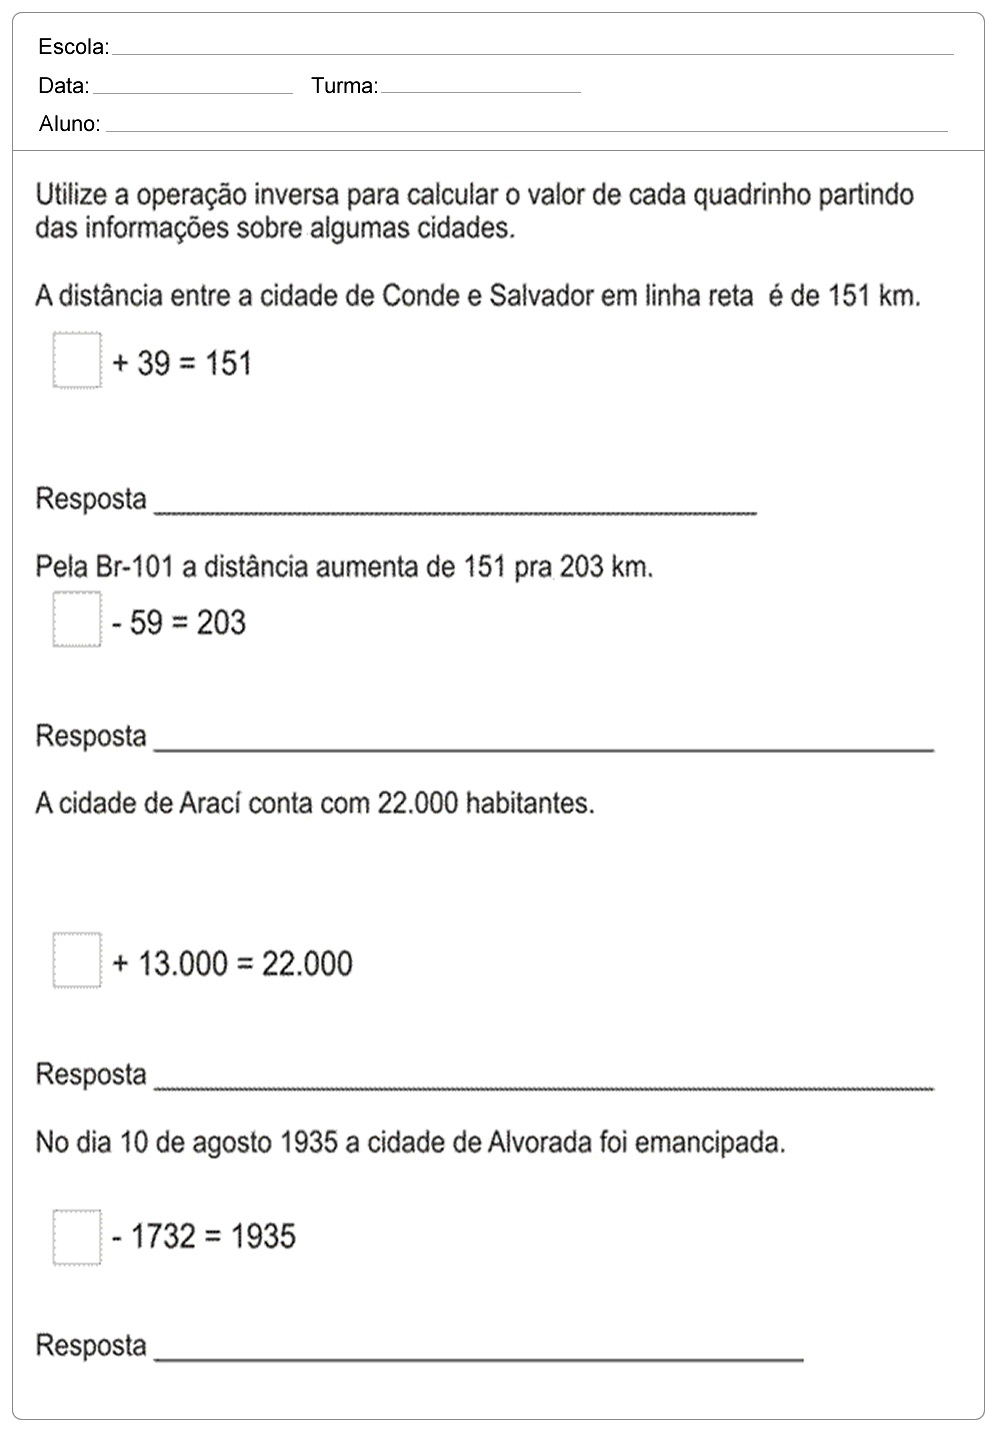 Escola:
Data: Turma:
Aluno:
Utilize a operação inversa para calcular o valor de cada quadrinho partindo
das informações sobre algumas cidades.
A distância entre a cidade de Conde e Salvador em linha reta é de 151 km.
+ 39 = 151
Resposta
Pela Br-101 a distância aumenta de 151 pra 203 km.
- 59 = 203
Resposta
A cidade de Arací conta com 22.000 habitantes.
+ 13.000 = 22.000
Resposta
No dia 10 de agosto 1935 a cidade de Alvorada foi emancipada.
- 1732 = 1935
Resposta